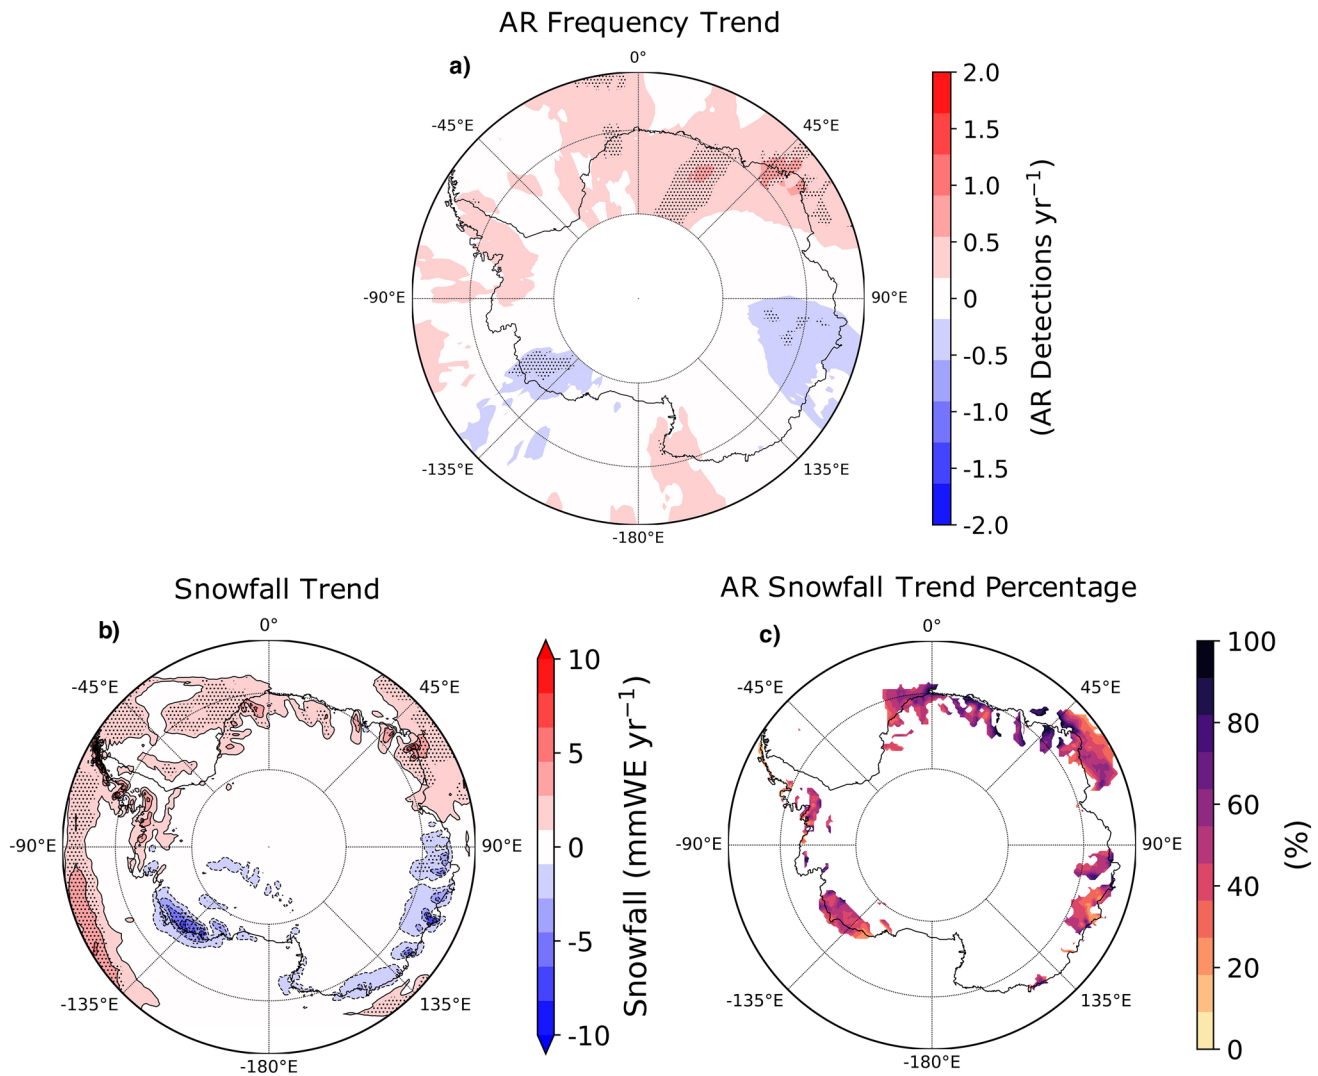 AR Frequency Trend
a)
0°
-45°E
45°E
-90°E
90°E
-135°E
135°E
-180°E
2.0
1.5
1.0
0.5
0
-0.5
-1.0
-1.5
-2.0
(AR Detections yr⁻¹)
Snowfall Trend
b)
0°
-45°E
45°E
-90°E
90°E
-135°E
135°E
-180°E
10
5
0
-5
-10
Snowfall (mmWE yr⁻¹)
AR Snowfall Trend Percentage
c)
0°
-45°E
45°E
-90°E
90°E
-135°E
135°E
-180°E
100
80
60
40
20
0
(%)